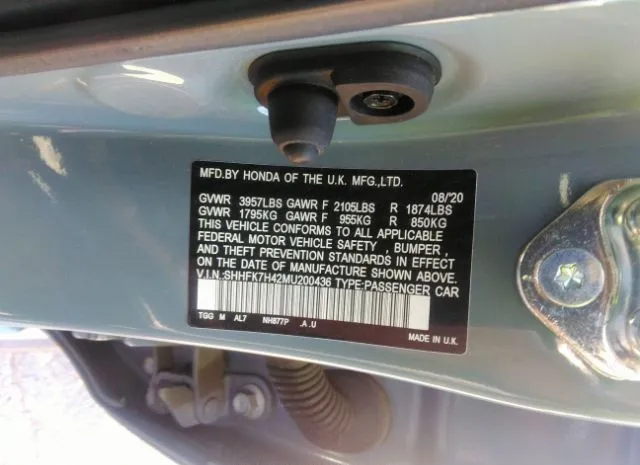 MFD.BY HONDA OF THE U.K. MFG.,LTD. 08/'20
GVWR 3957LBS GAWR F 2105LBS R 1874LBS
GVWR 1795KG GAWR F 955KG R 850KG
THIS VEHICLE CONFORMS TO ALL APPLICABLE
FEDERAL MOTOR VEHICLE SAFETY , BUMPER ,
AND THEFT PREVENTION STANDARDS IN EFFECT
ON THE DATE OF MANUFACTURE SHOWN ABOVE.
V.I.N.:SHHFK7H42MU200436 TYPE:PASSENGER CAR
TGG M AL7 NH877P .A .U
MADE IN U.K.